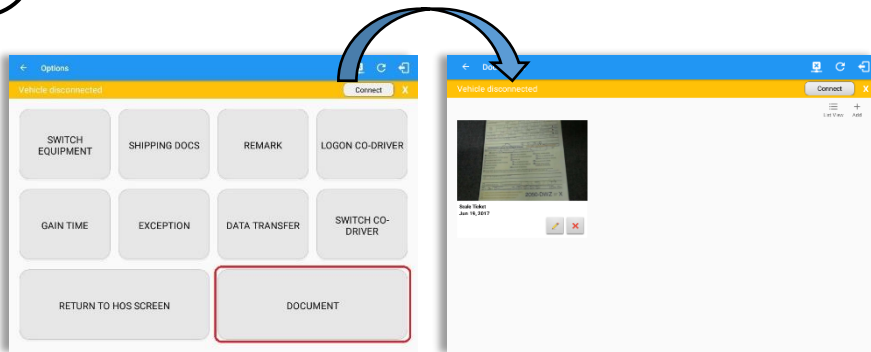 Options
Vehicle disconnected
Connect X
SWITCH
EQUIPMENT
SHIPPING DOCS
REMARK
LOGON CO-DRIVER
GAIN TIME
EXCEPTION
DATA TRANSFER
SWITCH CO-
DRIVER
RETURN TO HOS SCREEN
DOCUMENT
Vehicle disconnected
Connect X
List View Add
Scale Ticket
Jun 19, 2017